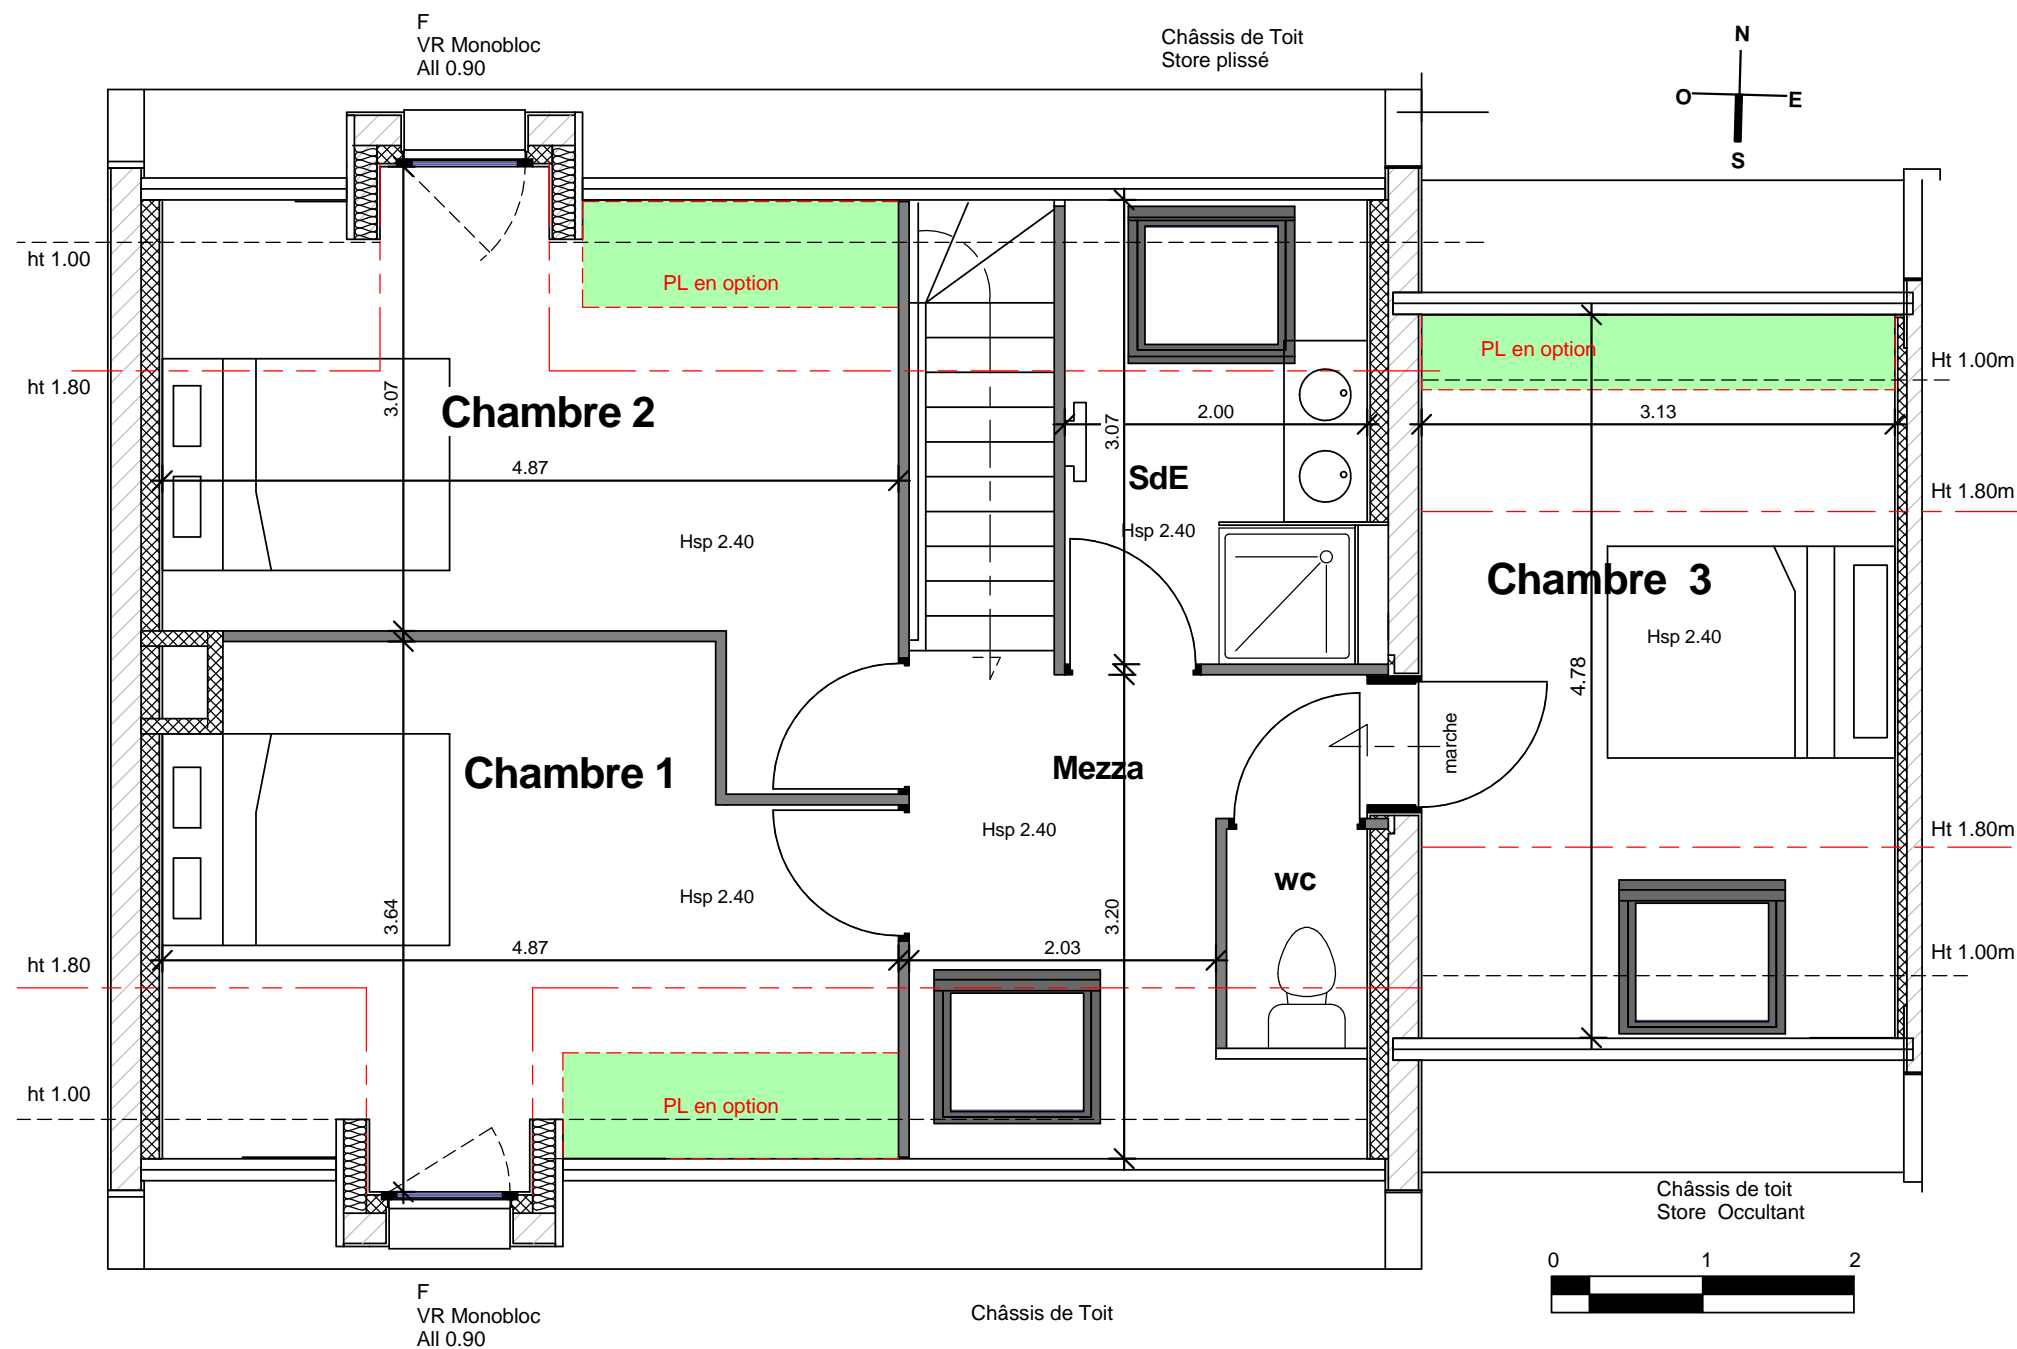 F
VR Monobloc
All 0.90
Châssis de Toit
Store plissé
N
O
E
S
ht 1.00
PL en option
PL en option
Ht 1.00m
ht 1.80
3.07
Chambre 2
3.07
2.00
3.13
4.87
SdE
Ht 1.80m
Hsp 2.40
Hsp 2.40
Chambre 3
Hsp 2.40
4.78
marche
Chambre 1
Mezza
Hsp 2.40
Ht 1.80m
wc
Hsp 2.40
3.64
3.20
4.87
2.03
Ht 1.00m
ht 1.80
ht 1.00
PL en option
Châssis de toit
Store Occultant
0 1 2
F
VR Monobloc
All 0.90
Châssis de Toit